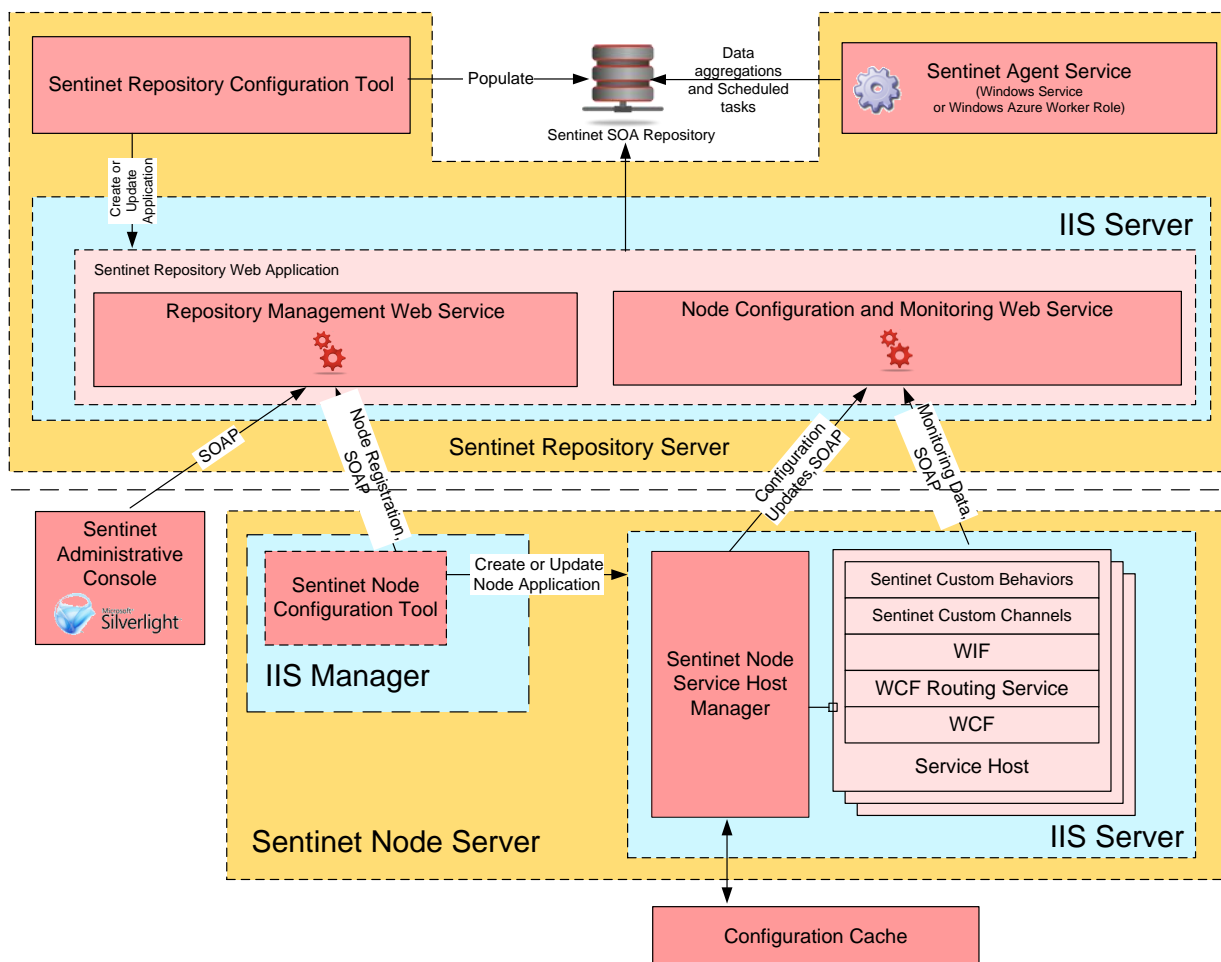 Sentinet Repository Configuration Tool
Populate
Sentinet SOA Repository
Data
aggregations
and Scheduled
tasks
Sentinet Agent Service
(Windows Service
or Windows Azure Worker Role)
Create or
Update
Application
IIS Server
Sentinet Repository Web Application
Repository Management Web Service
Node Configuration and Monitoring Web Service
SOAP
Node Registration,
SOAP
Sentinet Repository Server
Configuration
Updates,SOAP
Monitoring Data,
SOAP
Sentinet
Administrative
Console
Microsoft
Silverlight
Sentinet Node
Configuration Tool
IIS Manager
Create or Update
Node Application
Sentinet Node
Service Host
Manager
Sentinet Custom Behaviors
Sentinet Custom Channels
WIF
WCF Routing Service
WCF
Service Host
IIS Server
Sentinet Node Server
Configuration Cache